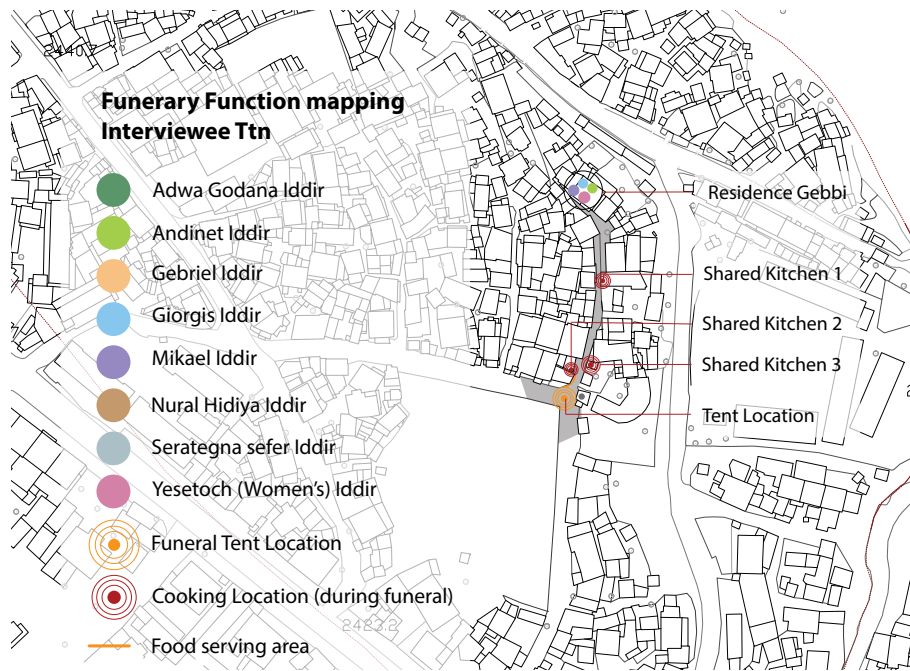 2440.7
Funerary Function mapping
Interviewee Ttn
Adwa Godana Iddir
Andinet Iddir
Gebriel Iddir
Giorgis Iddir
Mikael Iddir
Nural Hidiya Iddir
Serategna sefer Iddir
Yesetoch (Women's) Iddir
Funeral Tent Location
Cooking Location (during funeral)
2423.2
Food serving area
Residence Gebbi
Shared Kitchen 1
Shared Kitchen 2
Shared Kitchen 3
Tent Location